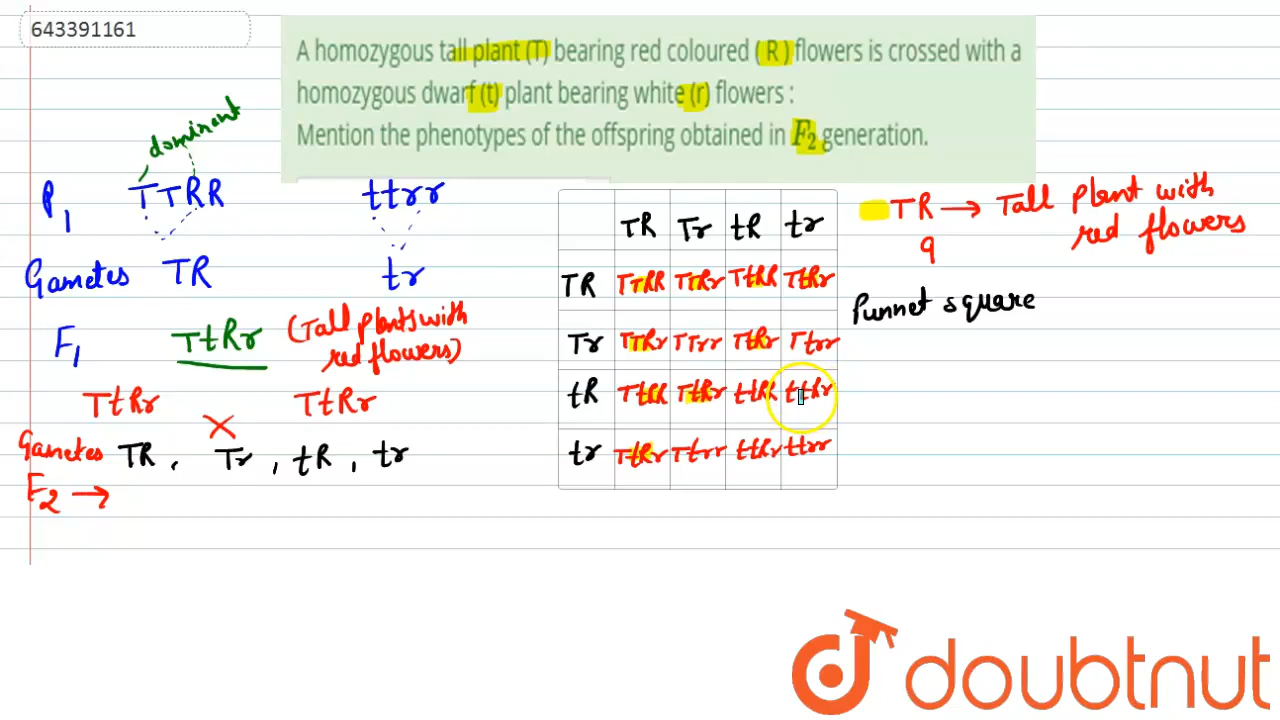 643391161
A homozygous tall plant (T) bearing red coloured ( R ) flowers is crossed with a
homozygous dwarf (t) plant bearing white (r) flowers :
Mention the phenotypes of the offspring obtained in F2 generation.
dominant
P1 TTRR ttrr
Gametes TR tr
F1 TtRr (Tall plants with
red flowers)
TtRr × TtRr
Gametes TR, Tr, tR, tr
F2 →
TR Tr tR tr
TR TTRR TTRr TtRR TtRr
Tr TTRr TTrr TtRr Ttrr
tR TtRR TtRr ttRR ttRr
tr TtRr Ttrr ttRr ttrr
TR → Tall plant with
red flowers
9
Punnet square
doubtnut